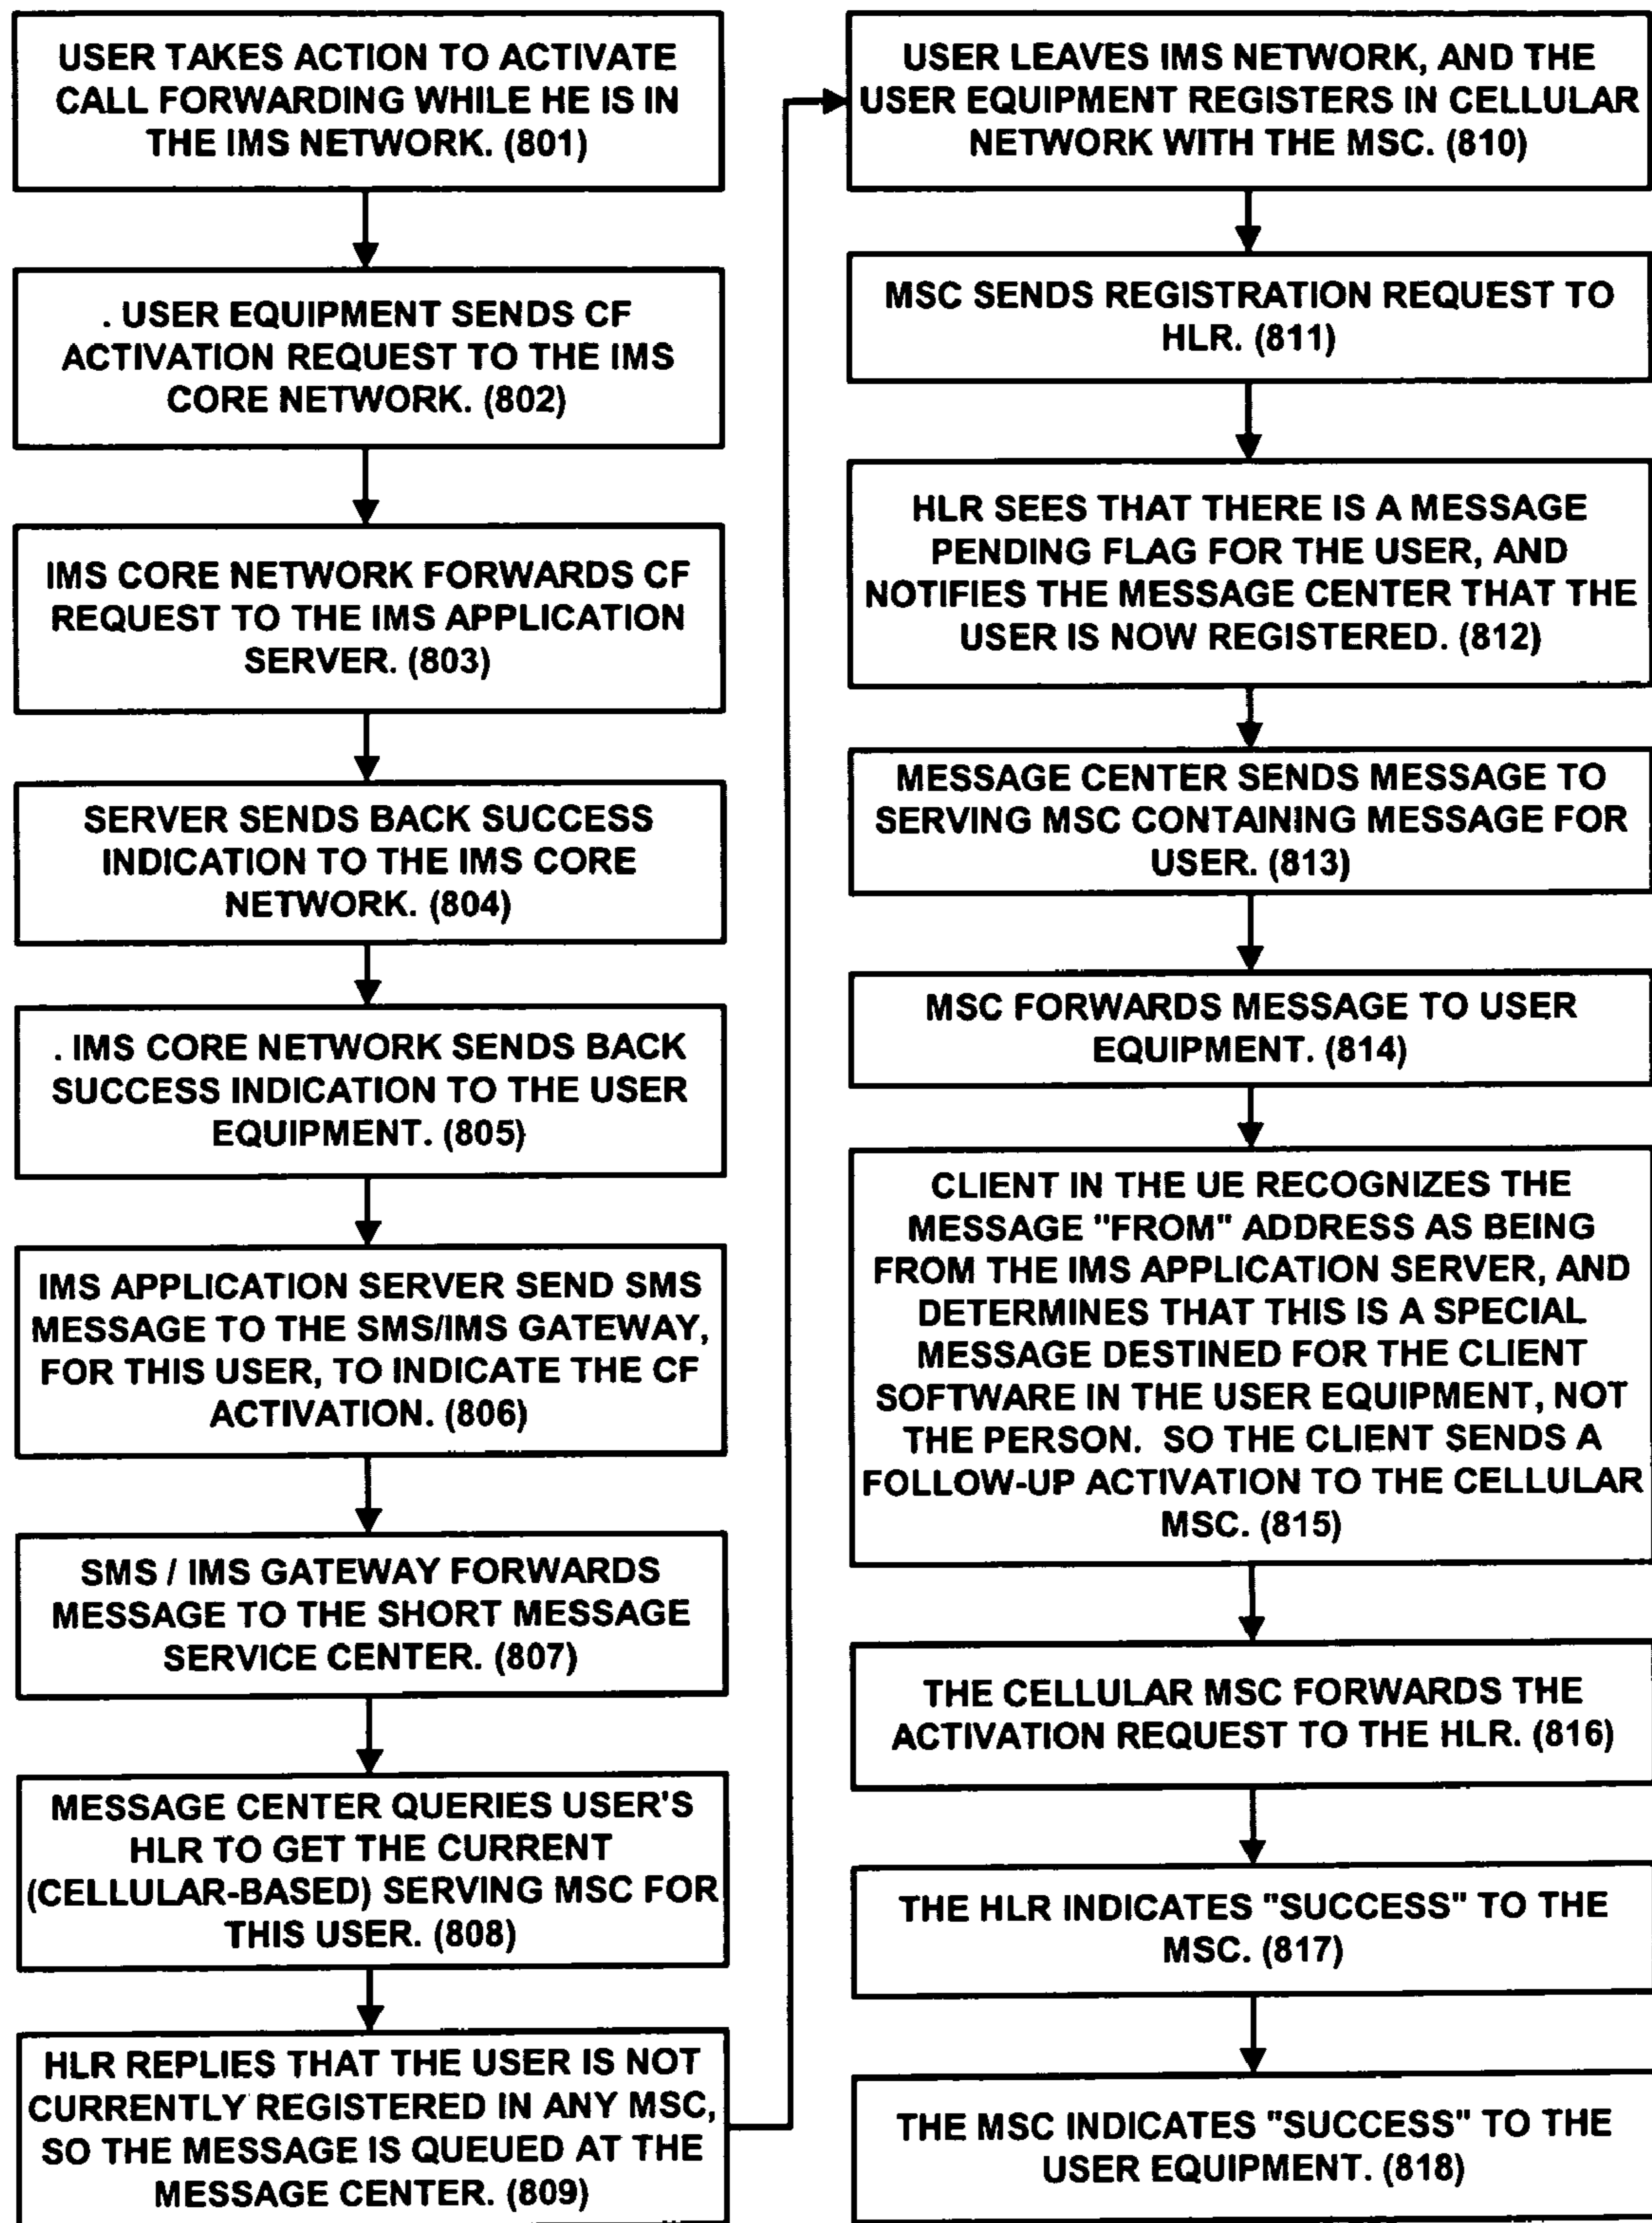 USER TAKES ACTION TO ACTIVATE
CALL FORWARDING WHILE HE IS IN
THE IMS NETWORK. (801)
. USER EQUIPMENT SENDS CF
ACTIVATION REQUEST TO THE IMS
CORE NETWORK. (802)
IMS CORE NETWORK FORWARDS CF
REQUEST TO THE IMS APPLICATION
SERVER. (803)
SERVER SENDS BACK SUCCESS
INDICATION TO THE IMS CORE
NETWORK. (804)
. IMS CORE NETWORK SENDS BACK
SUCCESS INDICATION TO THE USER
EQUIPMENT. (805)
IMS APPLICATION SERVER SEND SMS
MESSAGE TO THE SMS/IMS GATEWAY,
FOR THIS USER, TO INDICATE THE CF
ACTIVATION. (806)
SMS / IMS GATEWAY FORWARDS
MESSAGE TO THE SHORT MESSAGE
SERVICE CENTER. (807)
MESSAGE CENTER QUERIES USER'S
HLR TO GET THE CURRENT
(CELLULAR-BASED) SERVING MSC FOR
THIS USER. (808)
HLR REPLIES THAT THE USER IS NOT
CURRENTLY REGISTERED IN ANY MSC,
SO THE MESSAGE IS QUEUED AT THE
MESSAGE CENTER. (809)
USER LEAVES IMS NETWORK, AND THE
USER EQUIPMENT REGISTERS IN CELLULAR
NETWORK WITH THE MSC. (810)
MSC SENDS REGISTRATION REQUEST TO
HLR. (811)
HLR SEES THAT THERE IS A MESSAGE
PENDING FLAG FOR THE USER, AND
NOTIFIES THE MESSAGE CENTER THAT THE
USER IS NOW REGISTERED. (812)
MESSAGE CENTER SENDS MESSAGE TO
SERVING MSC CONTAINING MESSAGE FOR
USER. (813)
MSC FORWARDS MESSAGE TO USER
EQUIPMENT. (814)
CLIENT IN THE UE RECOGNIZES THE
MESSAGE "FROM" ADDRESS AS BEING
FROM THE IMS APPLICATION SERVER, AND
DETERMINES THAT THIS IS A SPECIAL
MESSAGE DESTINED FOR THE CLIENT
SOFTWARE IN THE USER EQUIPMENT, NOT
THE PERSON. SO THE CLIENT SENDS A
FOLLOW-UP ACTIVATION TO THE CELLULAR
MSC. (815)
THE CELLULAR MSC FORWARDS THE
ACTIVATION REQUEST TO THE HLR. (816)
THE HLR INDICATES "SUCCESS" TO THE
MSC. (817)
THE MSC INDICATES "SUCCESS" TO THE
USER EQUIPMENT. (818)